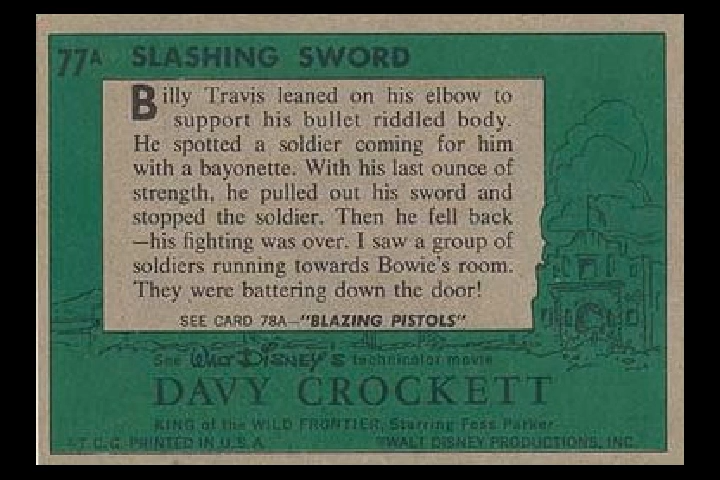 77A SLASHING SWORD
Billy Travis leaned on his elbow to
support his bullet riddled body.
He spotted a soldier coming for him
with a bayonette. With his last ounce of
strength, he pulled out his sword and
stopped the soldier. Then he fell back
—his fighting was over. I saw a group of
soldiers running towards Bowie's room.
They were battering down the door!
SEE CARD 78A—"BLAZING PISTOLS"
See WALT DISNEY'S technicolor movie
DAVY CROCKETT
KING of the WILD FRONTIER, Starring Fess Parker
T.C.G. PRINTED IN U.S.A. ©WALT DISNEY PRODUCTIONS, INC.